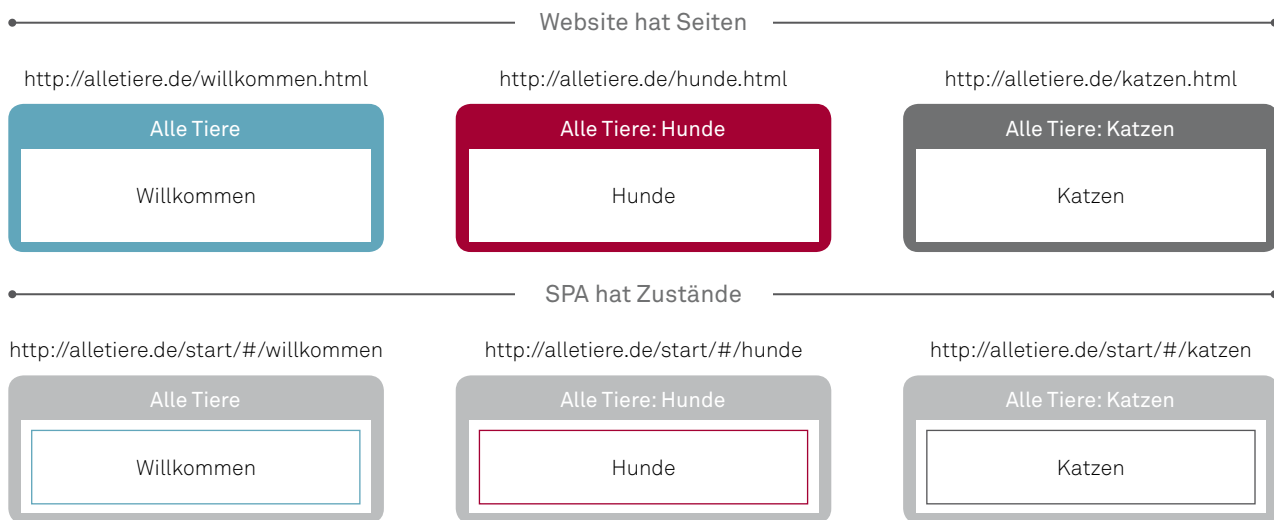 Website hat Seiten
http://alletiere.de/willkommen.html
http://alletiere.de/hunde.html
http://alletiere.de/katzen.html
Alle Tiere
Alle Tiere: Hunde
Alle Tiere: Katzen
Willkommen
Hunde
Katzen
SPA hat Zustände
http://alletiere.de/start/#/willkommen
http://alletiere.de/start/#/hunde
http://alletiere.de/start/#/katzen
Alle Tiere
Alle Tiere: Hunde
Alle Tiere: Katzen
Willkommen
Hunde
Katzen